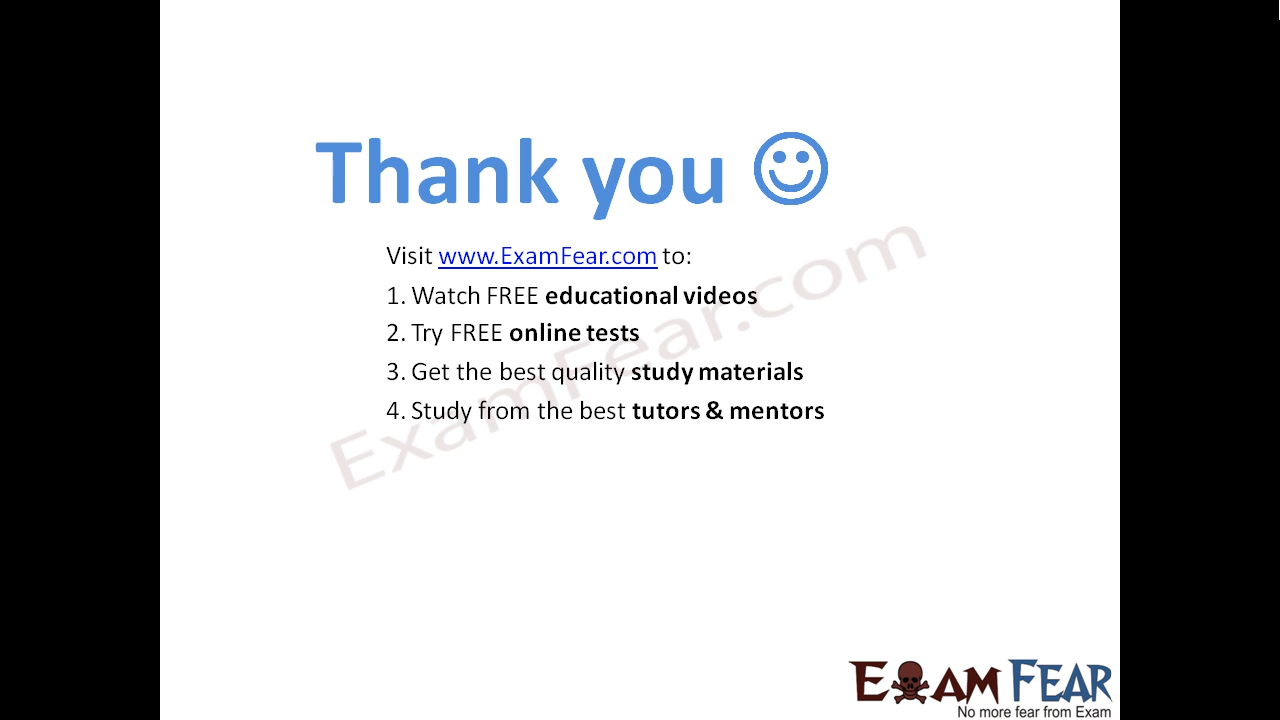 Thank you
Visit www.ExamFear.com to:
1. Watch FREE educational videos
2. Try FREE online tests
3. Get the best quality study materials
4. Study from the best tutors & mentors
ExamFear.com
EXAM FEAR
No more fear from Exam